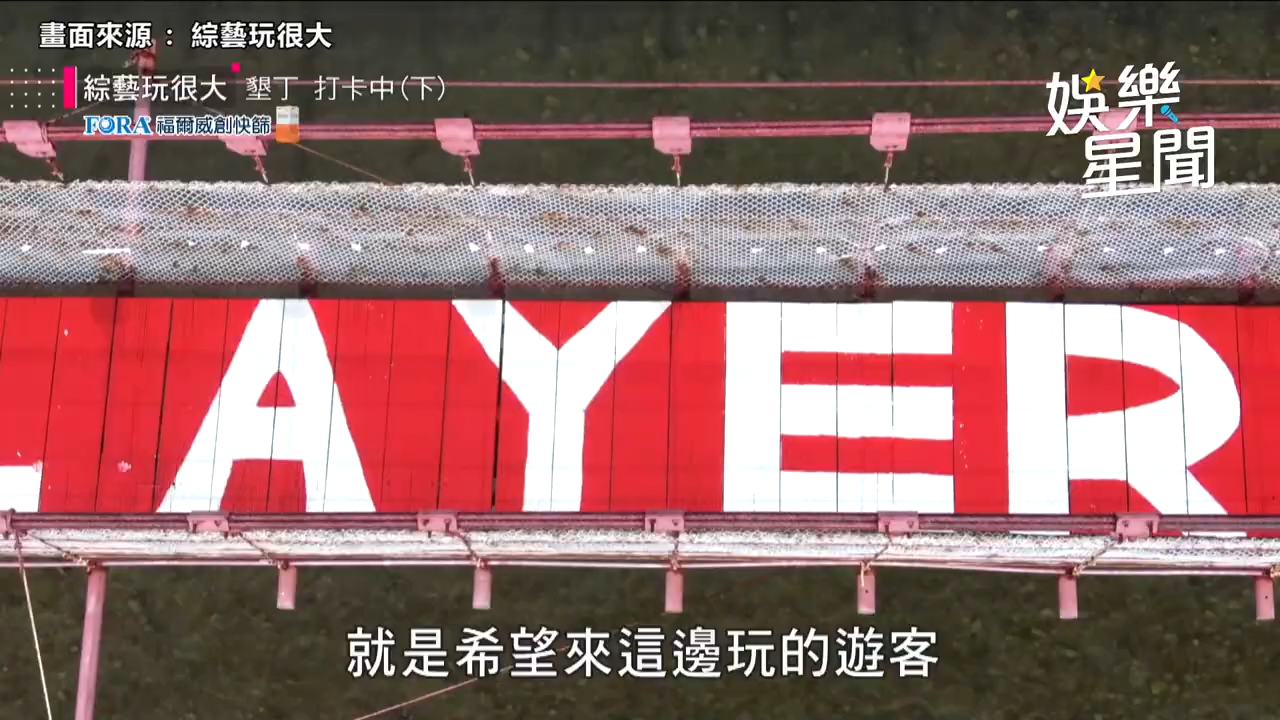 畫面來源 : 綜藝玩很大
綜藝玩很大 墾丁 打卡中(下)
FORA 福爾威創快篩
娛樂
星聞
LAYER
就是希望來這邊玩的遊客